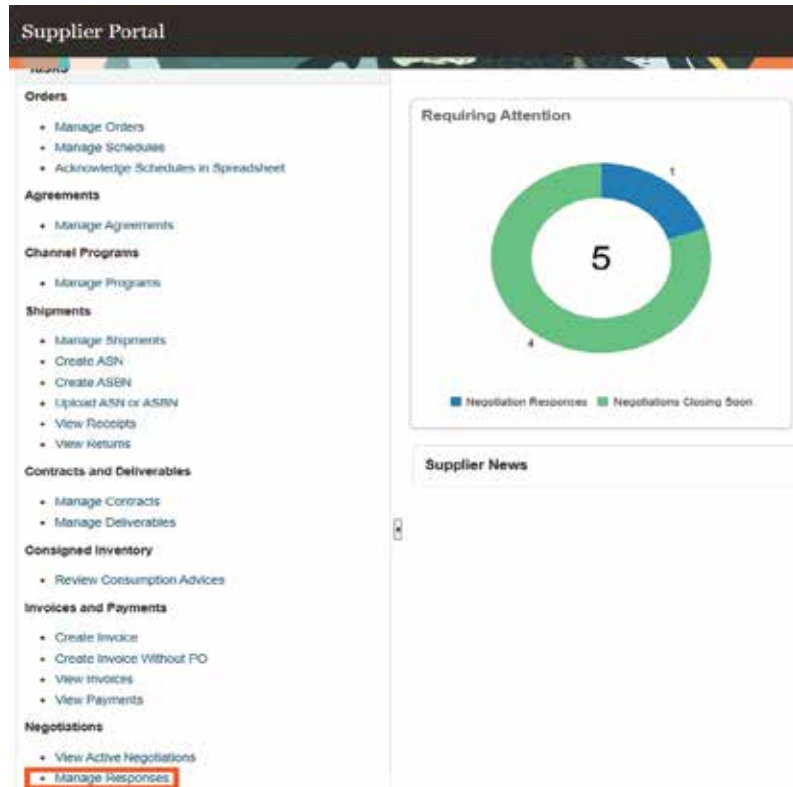 Supplier Portal
Tasks
Orders
Manage Orders
Manage Schedules
Acknowledge Schedules in Spreadsheet
Agreements
Manage Agreements
Channel Programs
Manage Programs
Shipments
Manage Shipments
Create ASN
Create ASBN
Upload ASN or ASBN
View Receipts
View Returns
Contracts and Deliverables
Manage Contracts
Manage Deliverables
Consigned Inventory
Review Consumption Advices
Invoices and Payments
Create Invoice
Create Invoice Without PO
View Invoices
View Payments
Negotiations
View Active Negotiations
Manage Responses
Requiring Attention
1
5
4
Negotiation Responses Negotiations Closing Soon
Supplier News